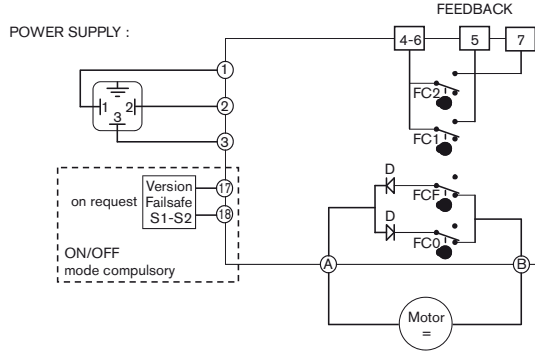 FEEDBACK
POWER SUPPLY :
4-6
5
7
1
1 2
2
3
3
FC2
FC1
on request
Version
Failsafe
S1-S2
17
18
ON/OFF
mode compulsory
D
FCF
D
FC0
A
B
Motor
=